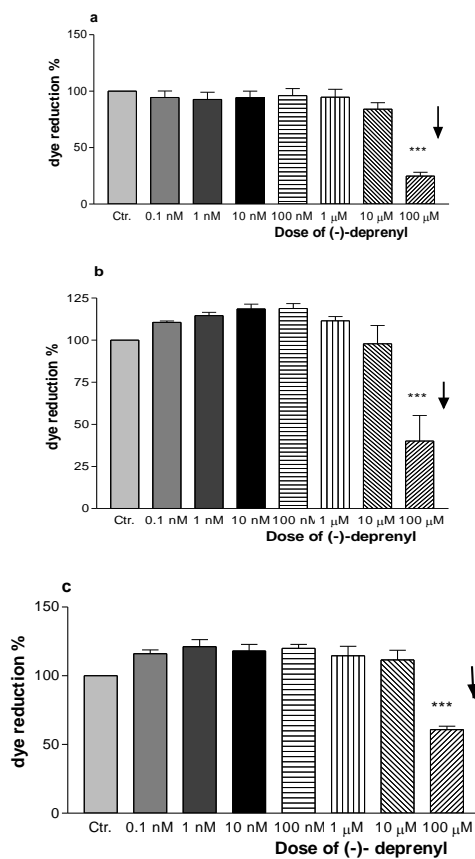 a
dye reduction %
150
100
50
0
***
Ctr. 0.1 nM 1 nM 10 nM 100 nM 1 μM 10 μM 100 μM
Dose of (-)-deprenyl
b
dye reduction %
125
100
75
50
25
0
***
Ctr. 0.1 nM 1 nM 10 nM 100 nM 1 μM 10 μM 100 μM
Dose of (-)-deprenyl
c
dye reduction %
150
100
50
0
***
Ctr. 0.1 nM 1 nM 10 nM 100 nM 1 μM 10 μM 100 μM
Dose of (-)- deprenyl